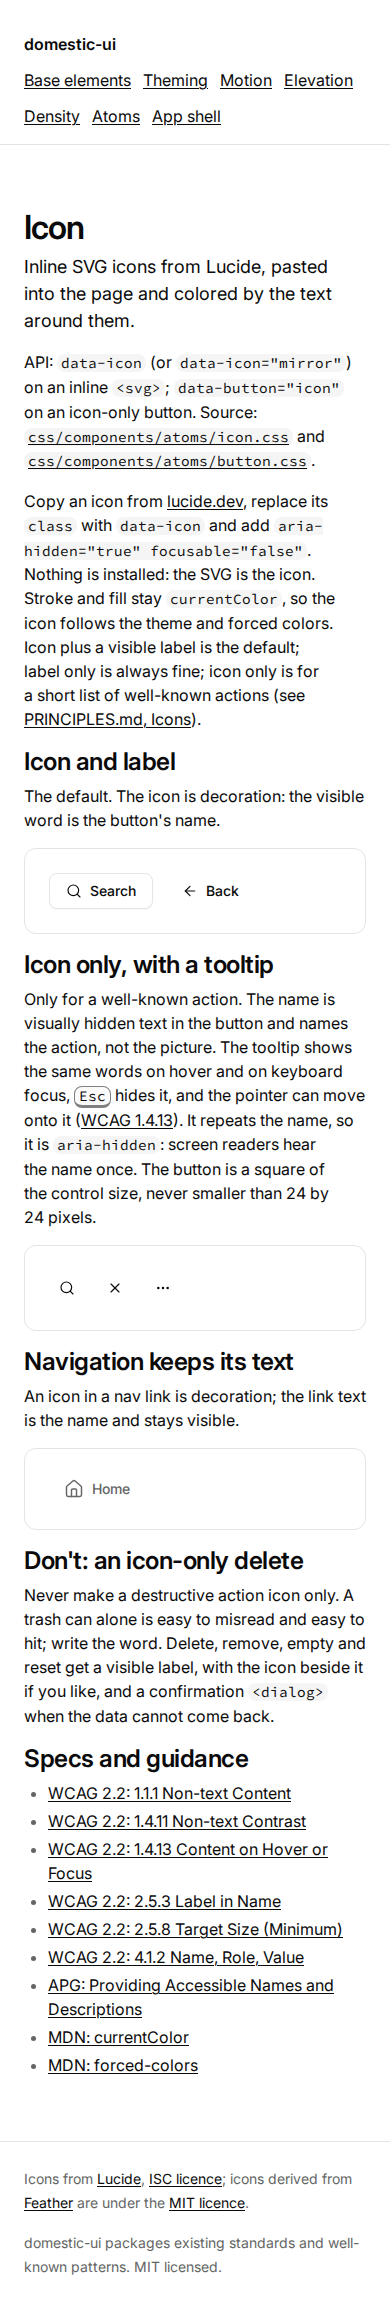 domestic-ui
Base elements Theming Motion Elevation
Density Atoms App shell
Icon
Inline SVG icons from Lucide, pasted
into the page and colored by the text
around them.
API: data-icon (or data-icon="mirror")
on an inline <svg>; data-button="icon"
on an icon-only button. Source:
css/components/atoms/icon.css and
css/components/atoms/button.css.
Copy an icon from lucide.dev, replace its
class with data-icon and add aria-
hidden="true" focusable="false".
Nothing is installed: the SVG is the icon.
Stroke and fill stay currentColor, so the
icon follows the theme and forced colors.
Icon plus a visible label is the default;
label only is always fine; icon only is for
a short list of well-known actions (see
PRINCIPLES.md, Icons).
Icon and label
The default. The icon is decoration: the visible
word is the button's name.
Search Back
Icon only, with a tooltip
Only for a well-known action. The name is
visually hidden text in the button and names
the action, not the picture. The tooltip shows
the same words on hover and on keyboard
focus, Esc hides it, and the pointer can move
onto it (WCAG 1.4.13). It repeats the name, so
it is aria-hidden: screen readers hear
the name once. The button is a square of
the control size, never smaller than 24 by
24 pixels.
Navigation keeps its text
An icon in a nav link is decoration; the link text
is the name and stays visible.
Home
Don't: an icon-only delete
Never make a destructive action icon only. A
trash can alone is easy to misread and easy to
hit; write the word. Delete, remove, empty and
reset get a visible label, with the icon beside it
if you like, and a confirmation <dialog>
when the data cannot come back.
Specs and guidance
WCAG 2.2: 1.1.1 Non-text Content
WCAG 2.2: 1.4.11 Non-text Contrast
WCAG 2.2: 1.4.13 Content on Hover or
Focus
WCAG 2.2: 2.5.3 Label in Name
WCAG 2.2: 2.5.8 Target Size (Minimum)
WCAG 2.2: 4.1.2 Name, Role, Value
APG: Providing Accessible Names and
Descriptions
MDN: currentColor
MDN: forced-colors
Icons from Lucide, ISC licence; icons derived from
Feather are under the MIT licence.
domestic-ui packages existing standards and well-
known patterns. MIT licensed.